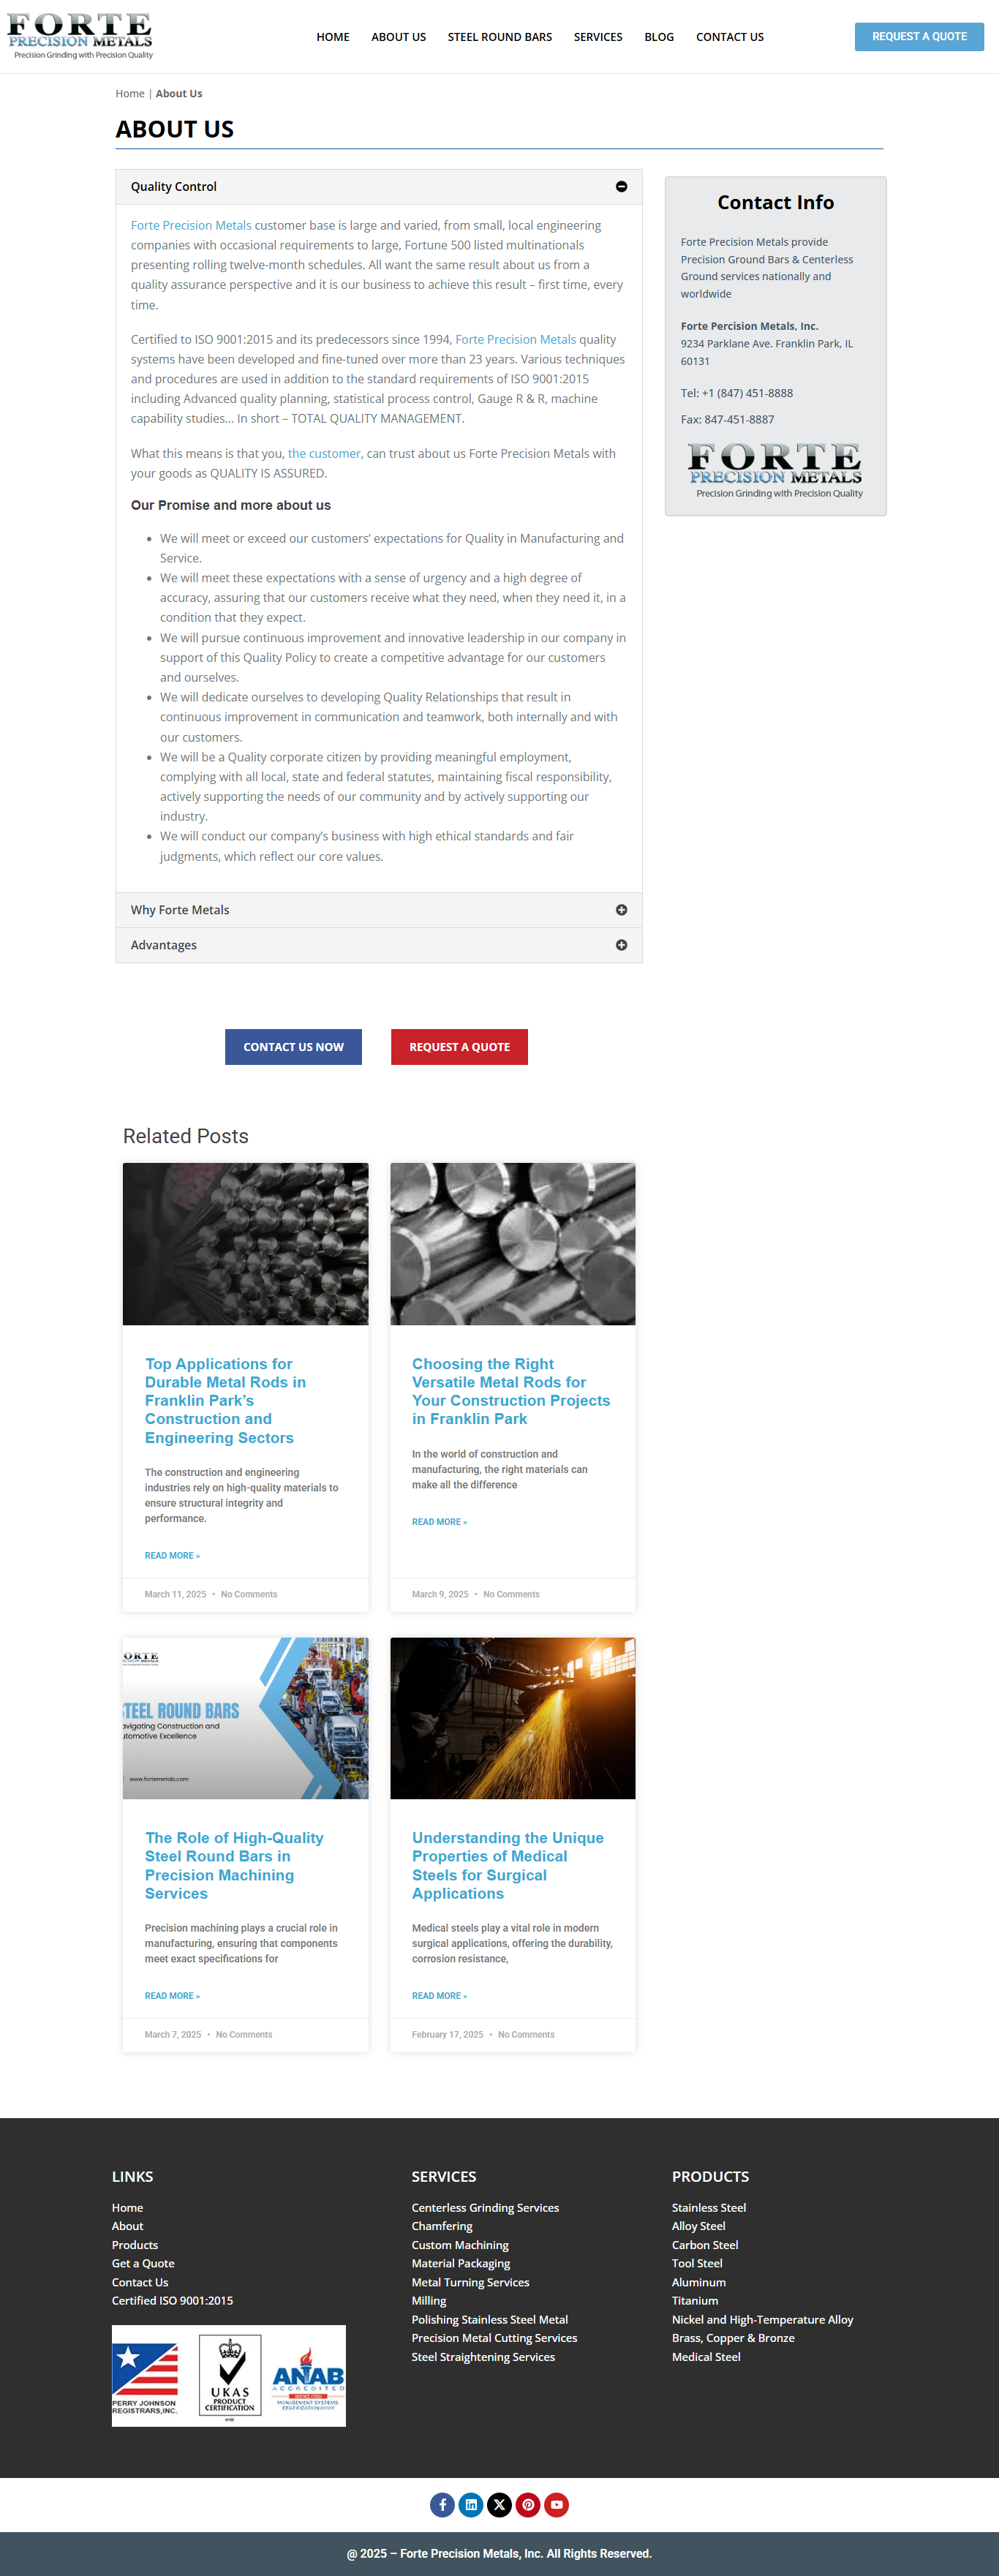 FORTE
PRECISION METALS
Precision Grinding with Precision Quality
HOME ABOUT US STEEL ROUND BARS SERVICES BLOG CONTACT US
REQUEST A QUOTE
Home | About Us
ABOUT US
Quality Control
Forte Precision Metals customer base is large and varied, from small, local engineering
companies with occasional requirements to large, Fortune 500 listed multinationals
presenting rolling twelve-month schedules. All want the same result about us from a
quality assurance perspective and it is our business to achieve this result – first time, every
time.
Certified to ISO 9001:2015 and its predecessors since 1994, Forte Precision Metals quality
systems have been developed and fine-tuned over more than 23 years. Various techniques
and procedures are used in addition to the standard requirements of ISO 9001:2015
including Advanced quality planning, statistical process control, Gauge R & R, machine
capability studies… In short – TOTAL QUALITY MANAGEMENT.
What this means is that you, the customer, can trust about us Forte Precision Metals with
your goods as QUALITY IS ASSURED.
Our Promise and more about us
• We will meet or exceed our customers’ expectations for Quality in Manufacturing and
Service.
• We will meet these expectations with a sense of urgency and a high degree of
accuracy, assuring that our customers receive what they need, when they need it, in a
condition that they expect.
• We will pursue continuous improvement and innovative leadership in our company in
support of this Quality Policy to create a competitive advantage for our customers
and ourselves.
• We will dedicate ourselves to developing Quality Relationships that result in
continuous improvement in communication and teamwork, both internally and with
our customers.
• We will be a Quality corporate citizen by providing meaningful employment,
complying with all local, state and federal statutes, maintaining fiscal responsibility,
actively supporting the needs of our community and by actively supporting our
industry.
• We will conduct our company’s business with high ethical standards and fair
judgments, which reflect our core values.
Why Forte Metals
Advantages
Contact Info
Forte Precision Metals provide
Precision Ground Bars & Centerless
Ground services nationally and
worldwide
Forte Percision Metals, Inc.
9234 Parklane Ave. Franklin Park, IL
60131
Tel: +1 (847) 451-8888
Fax: 847-451-8887
FORTE
PRECISION METALS
Precision Grinding with Precision Quality
CONTACT US NOW
REQUEST A QUOTE
Related Posts
Top Applications for
Durable Metal Rods in
Franklin Park’s
Construction and
Engineering Sectors
The construction and engineering
industries rely on high-quality materials to
ensure structural integrity and
performance.
READ MORE »
March 11, 2025 • No Comments
Choosing the Right
Versatile Metal Rods for
Your Construction Projects
in Franklin Park
In the world of construction and
manufacturing, the right materials can
make all the difference
READ MORE »
March 9, 2025 • No Comments
STEEL ROUND BARS
avigating Construction and
utomotive Excellence
www.fortemetals.com
The Role of High-Quality
Steel Round Bars in
Precision Machining
Services
Precision machining plays a crucial role in
manufacturing, ensuring that components
meet exact specifications for
READ MORE »
March 7, 2025 • No Comments
Understanding the Unique
Properties of Medical
Steels for Surgical
Applications
Medical steels play a vital role in modern
surgical applications, offering the durability,
corrosion resistance,
READ MORE »
February 17, 2025 • No Comments
LINKS
Home
About
Products
Get a Quote
Contact Us
Certified ISO 9001:2015
PERRY JOHNSON
REGISTRARS, INC.
UKAS
PRODUCT
CERTIFICATION
ANAB
ACCREDITED
MANAGEMENT SYSTEMS
CERTIFICATION BODY
SERVICES
Centerless Grinding Services
Chamfering
Custom Machining
Material Packaging
Metal Turning Services
Milling
Polishing Stainless Steel Metal
Precision Metal Cutting Services
Steel Straightening Services
PRODUCTS
Stainless Steel
Alloy Steel
Carbon Steel
Tool Steel
Aluminum
Titanium
Nickel and High-Temperature Alloy
Brass, Copper & Bronze
Medical Steel
@ 2025 – Forte Precision Metals, Inc. All Rights Reserved.